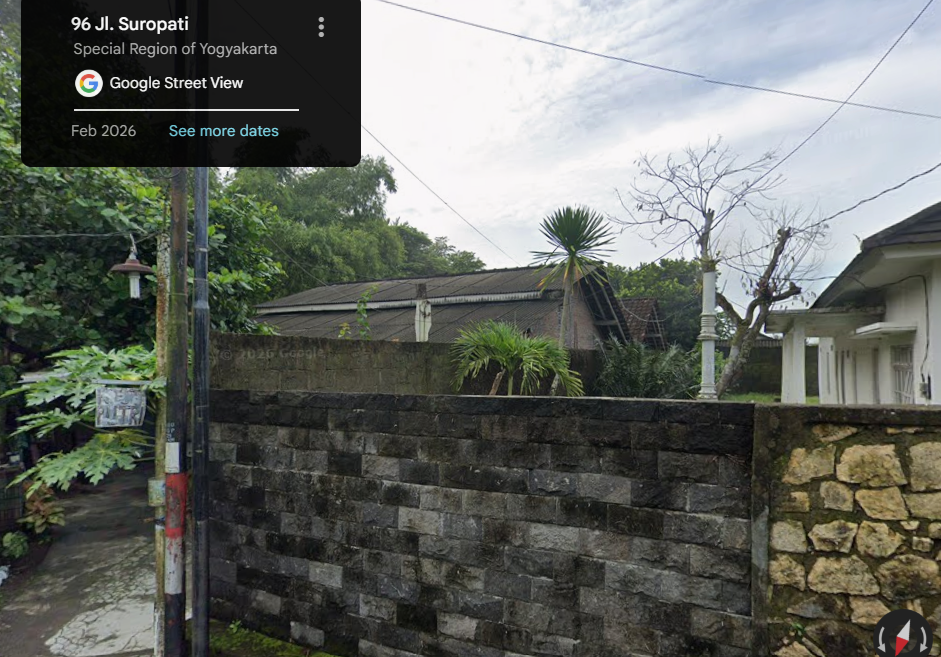 96 Jl. Suropati
Special Region of Yogyakarta
Google Street View
Feb 2026
See more dates
© 2026 Google